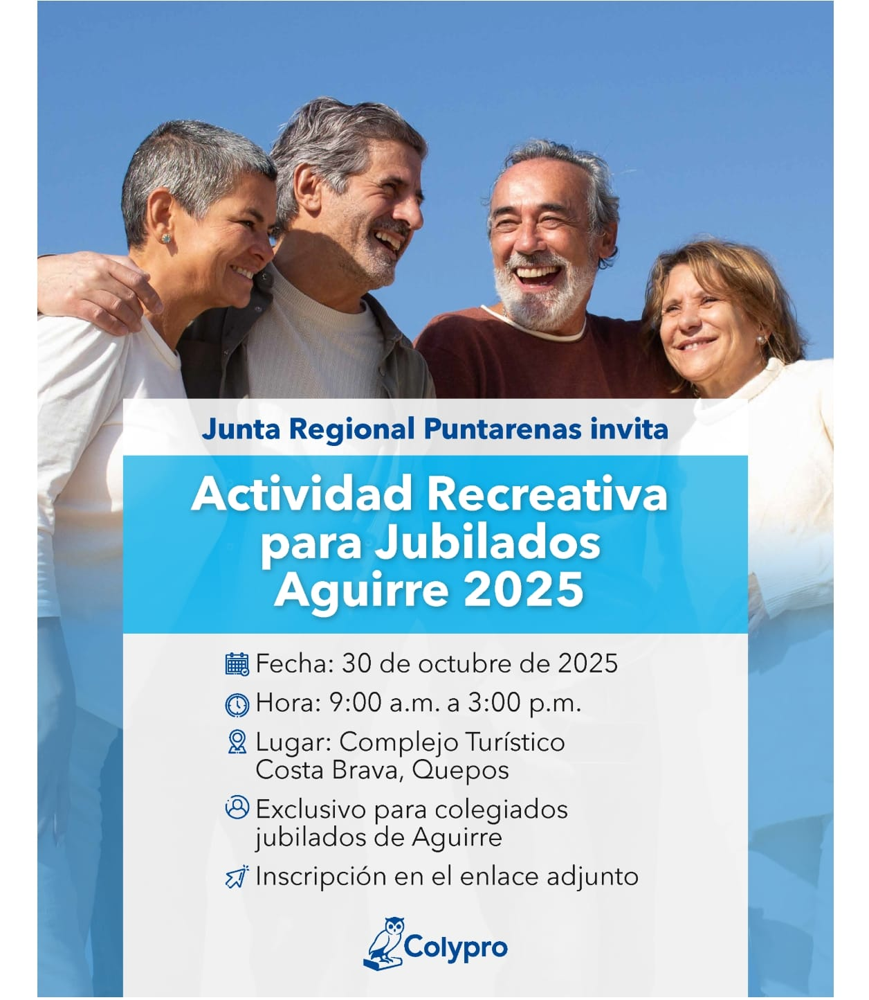 Junta Regional Puntarenas invita
Actividad Recreativa
para Jubilados
Aguirre 2025
Fecha: 30 de octubre de 2025
Hora: 9:00 a.m. a 3:00 p.m.
Lugar: Complejo Turístico
Costa Brava, Quepos
Exclusivo para colegiados
jubilados de Aguirre
Inscripción en el enlace adjunto
Colypro